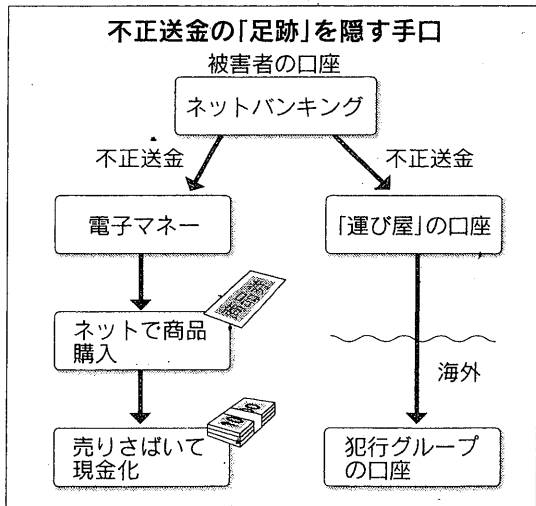 不正送金の「足跡」を隠す手口
被害者の口座
ネットバンキング
不正送金
不正送金
電子マネー
「運び屋」の口座
ネットで商品
購入
商品券
海外
売りさばいて
現金化
犯行グループ
の口座